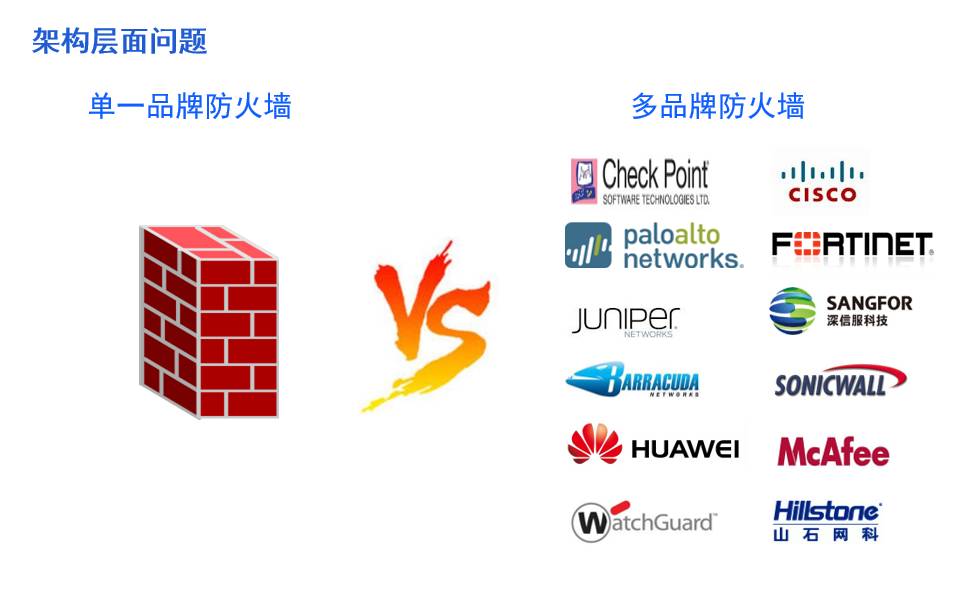 架构层面问题
单一品牌防火墙
多品牌防火墙
VS
Check Point
SOFTWARE TECHNOLOGIES LTD.
CISCO
paloalto
networks.
FORTINET
JUNIPER
NETWORKS
SANGFOR
深信服科技
BARRACUDA
NETWORKS
SONICWALL
HUAWEI
McAfee
WatchGuard
Hillstone
山石网科